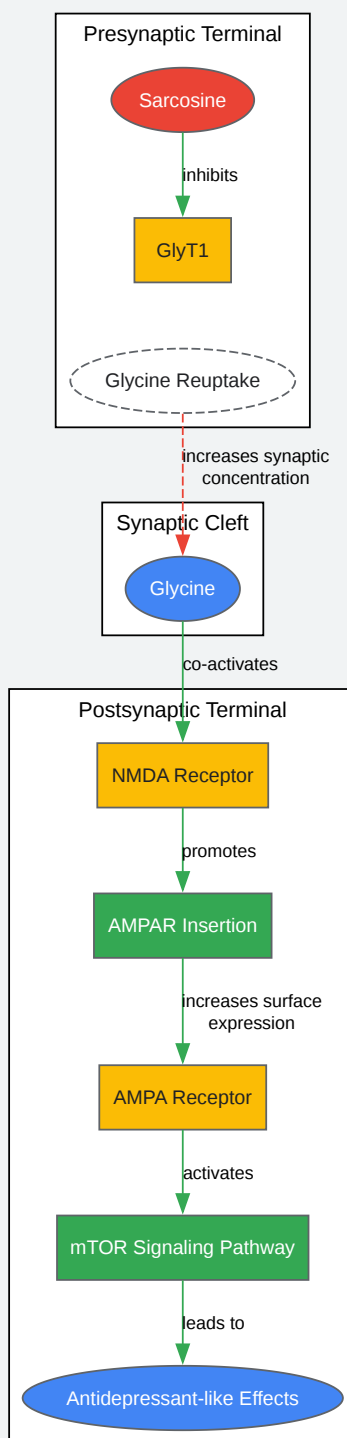 Presynaptic Terminal
Sarcosine
inhibits
GlyT1
Glycine Reuptake
increases synaptic
concentration
Synaptic Cleft
Glycine
co-activates
Postsynaptic Terminal
NMDA Receptor
promotes
AMPAR Insertion
increases surface
expression
AMPA Receptor
activates
mTOR Signaling Pathway
leads to
Antidepressant-like Effects